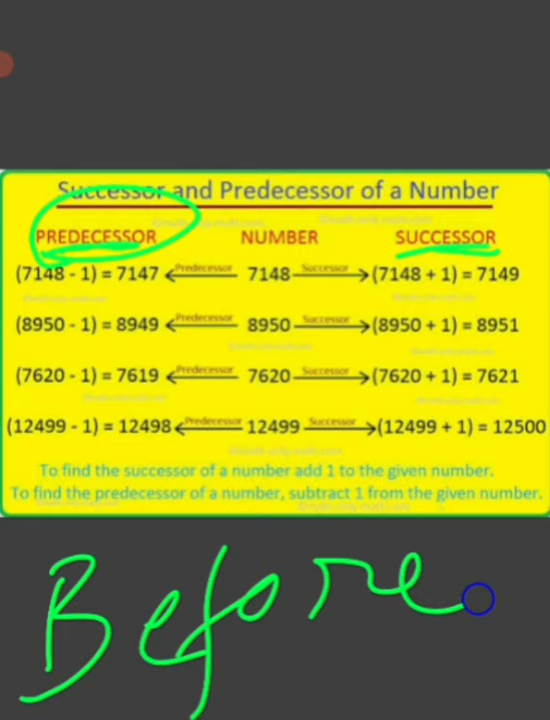 Successor and Predecessor of a Number
PREDECESSOR NUMBER SUCCESSOR
(7148 - 1) = 7147 Predecessor 7148 Successor (7148 + 1) = 7149
(8950 - 1) = 8949 Predecessor 8950 Successor (8950 + 1) = 8951
(7620 - 1) = 7619 Predecessor 7620 Successor (7620 + 1) = 7621
(12499 - 1) = 12498 Predecessor 12499 Successor (12499 + 1) = 12500
To find the successor of a number add 1 to the given number.
To find the predecessor of a number, subtract 1 from the given number.
Before